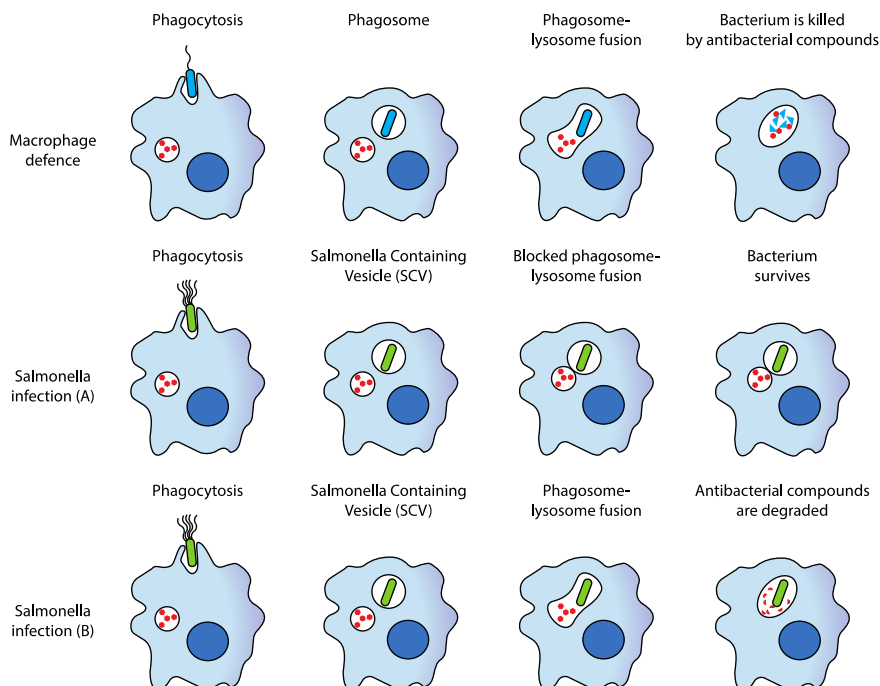 Phagocytosis
Phagosome
Phagosome-
lysosome fusion
Bacterium is killed
by antibacterial compounds
Macrophage
defence
Phagocytosis
Salmonella Containing
Vesicle (SCV)
Blocked phagosome-
lysosome fusion
Bacterium
survives
Salmonella
infection (A)
Phagocytosis
Salmonella Containing
Vesicle (SCV)
Phagosome-
lysosome fusion
Antibacterial compounds
are degraded
Salmonella
infection (B)